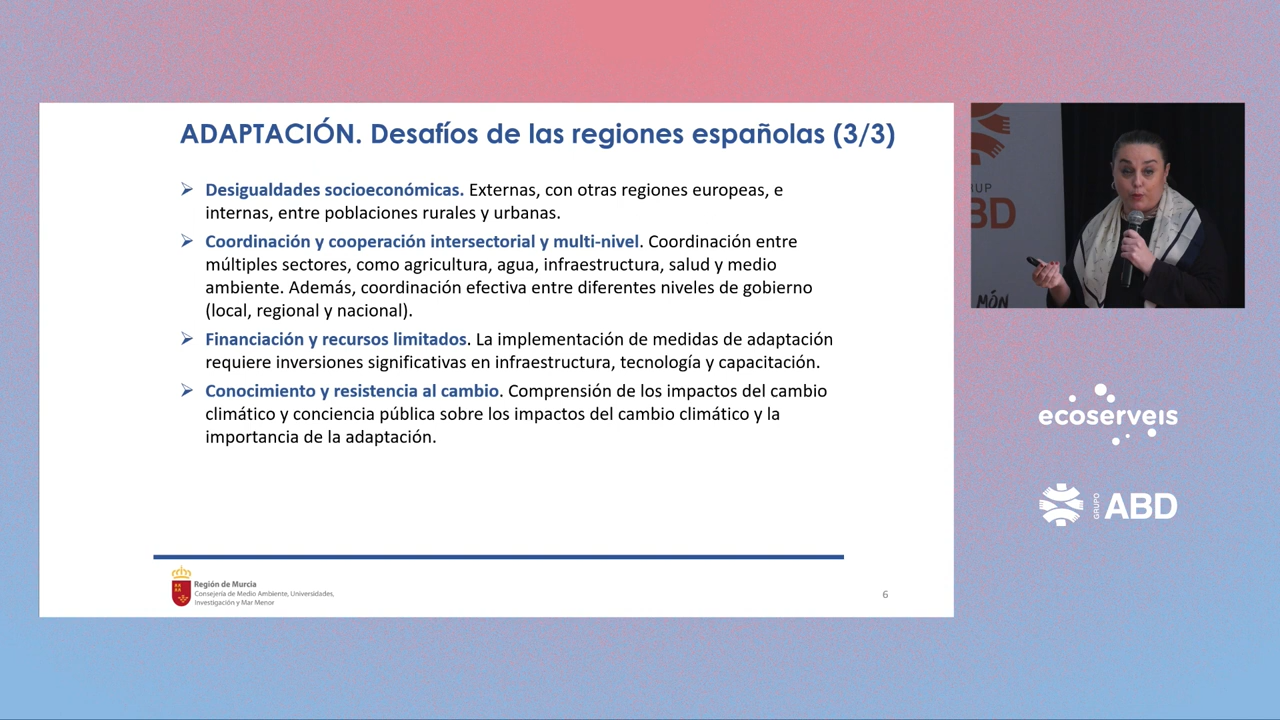 ADAPTACIÓN. Desafíos de las regiones españolas (3/3)
Desigualdades socioeconómicas. Externas, con otras regiones europeas, e
internas, entre poblaciones rurales y urbanas.
Coordinación y cooperación intersectorial y multi-nivel. Coordinación entre
múltiples sectores, como agricultura, agua, infraestructura, salud y medio
ambiente. Además, coordinación efectiva entre diferentes niveles de gobierno
(local, regional y nacional).
Financiación y recursos limitados. La implementación de medidas de adaptación
requiere inversiones significativas en infraestructura, tecnología y capacitación.
Conocimiento y resistencia al cambio. Comprensión de los impactos del cambio
climático y conciencia pública sobre los impactos del cambio climático y la
importancia de la adaptación.
Región de Murcia
Consejería de Medio Ambiente, Universidades,
Investigación y Mar Menor
6
RUP
BD
MÓN
ecoserveis
GRUPO ABD